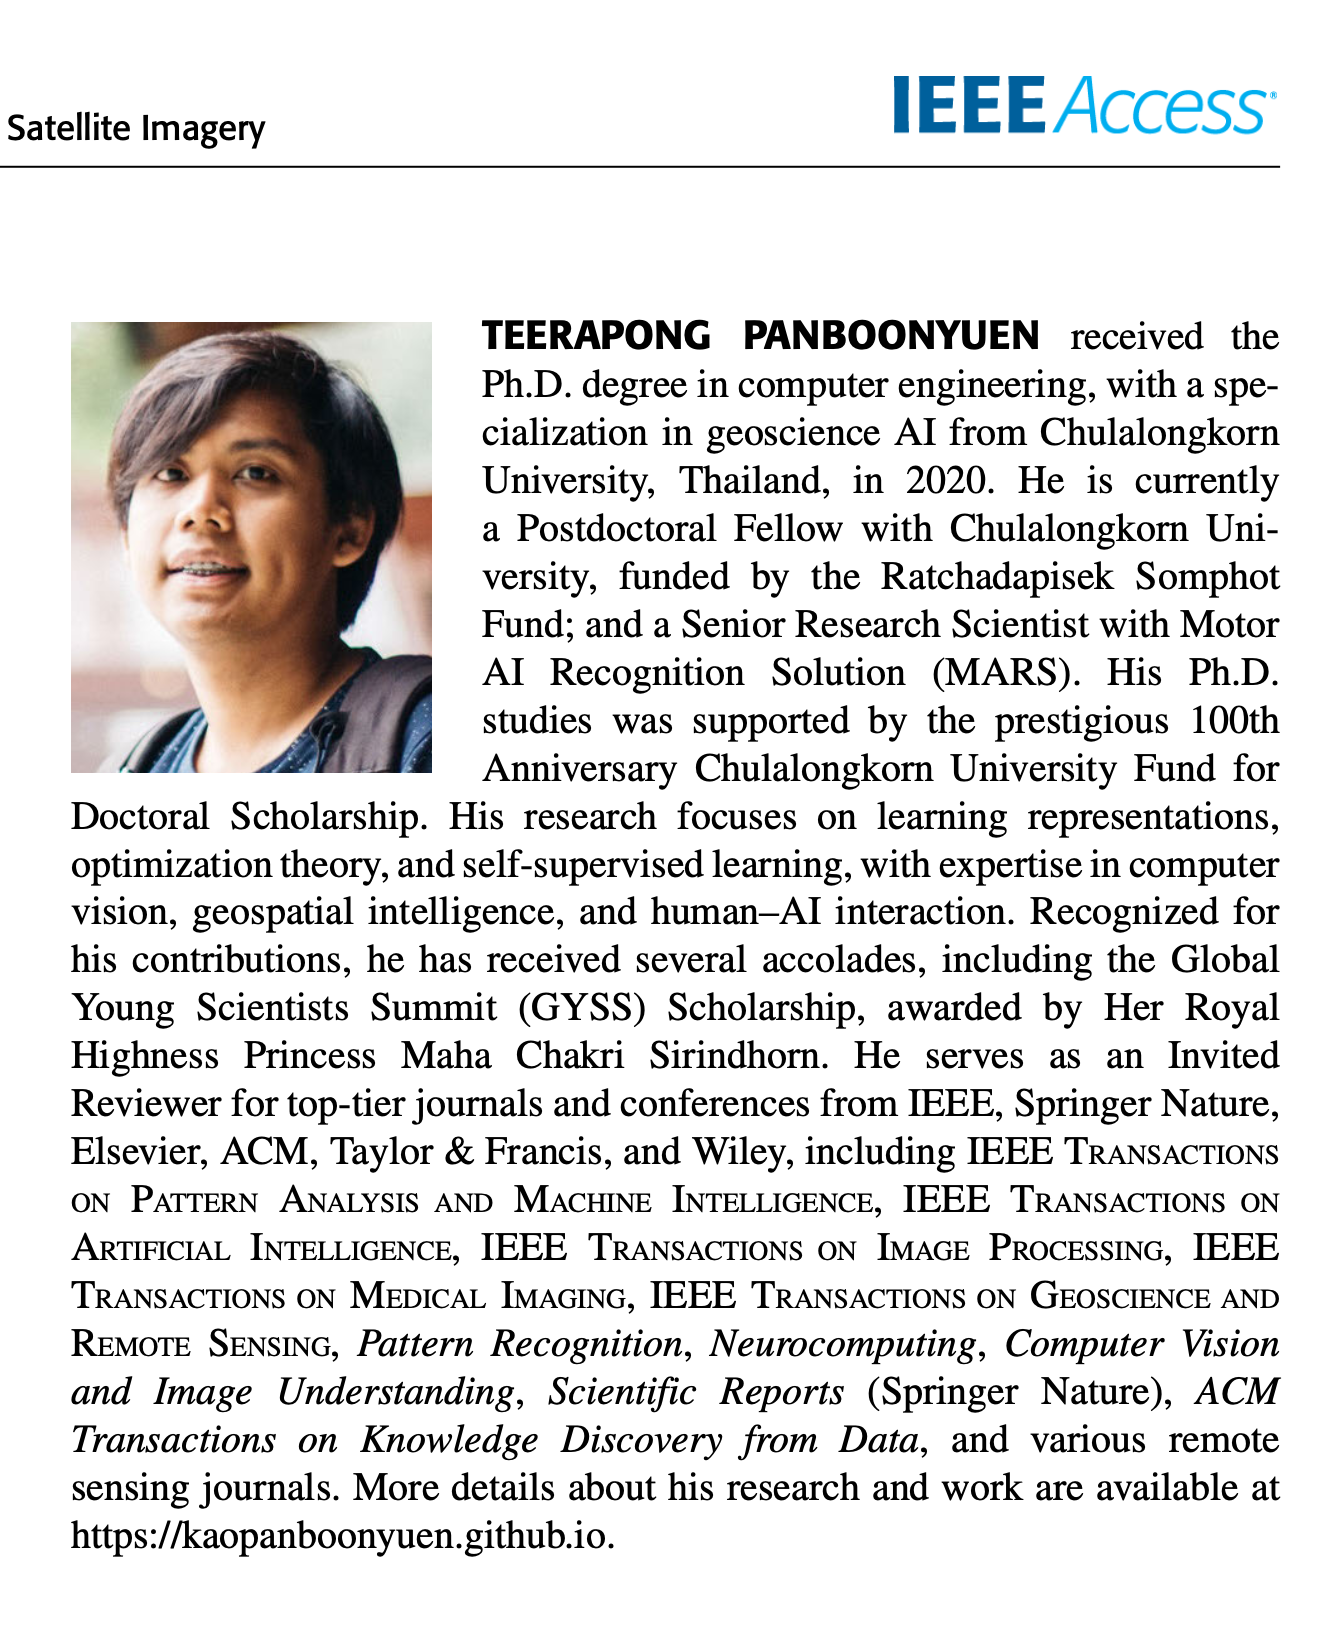 Satellite Imagery
IEEE Access®
TEERAPONG PANBOONYUEN received the
Ph.D. degree in computer engineering, with a spe-
cialization in geoscience AI from Chulalongkorn
University, Thailand, in 2020. He is currently
a Postdoctoral Fellow with Chulalongkorn Uni-
versity, funded by the Ratchadapisek Somphot
Fund; and a Senior Research Scientist with Motor
AI Recognition Solution (MARS). His Ph.D.
studies was supported by the prestigious 100th
Anniversary Chulalongkorn University Fund for
Doctoral Scholarship. His research focuses on learning representations,
optimization theory, and self-supervised learning, with expertise in computer
vision, geospatial intelligence, and human–AI interaction. Recognized for
his contributions, he has received several accolades, including the Global
Young Scientists Summit (GYSS) Scholarship, awarded by Her Royal
Highness Princess Maha Chakri Sirindhorn. He serves as an Invited
Reviewer for top-tier journals and conferences from IEEE, Springer Nature,
Elsevier, ACM, Taylor & Francis, and Wiley, including IEEE TRANSACTIONS
ON PATTERN ANALYSIS AND MACHINE INTELLIGENCE, IEEE TRANSACTIONS ON
ARTIFICIAL INTELLIGENCE, IEEE TRANSACTIONS ON IMAGE PROCESSING, IEEE
TRANSACTIONS ON MEDICAL IMAGING, IEEE TRANSACTIONS ON GEOSCIENCE AND
REMOTE SENSING, Pattern Recognition, Neurocomputing, Computer Vision
and Image Understanding, Scientific Reports (Springer Nature), ACM
Transactions on Knowledge Discovery from Data, and various remote
sensing journals. More details about his research and work are available at
https://kaopanboonyuen.github.io.